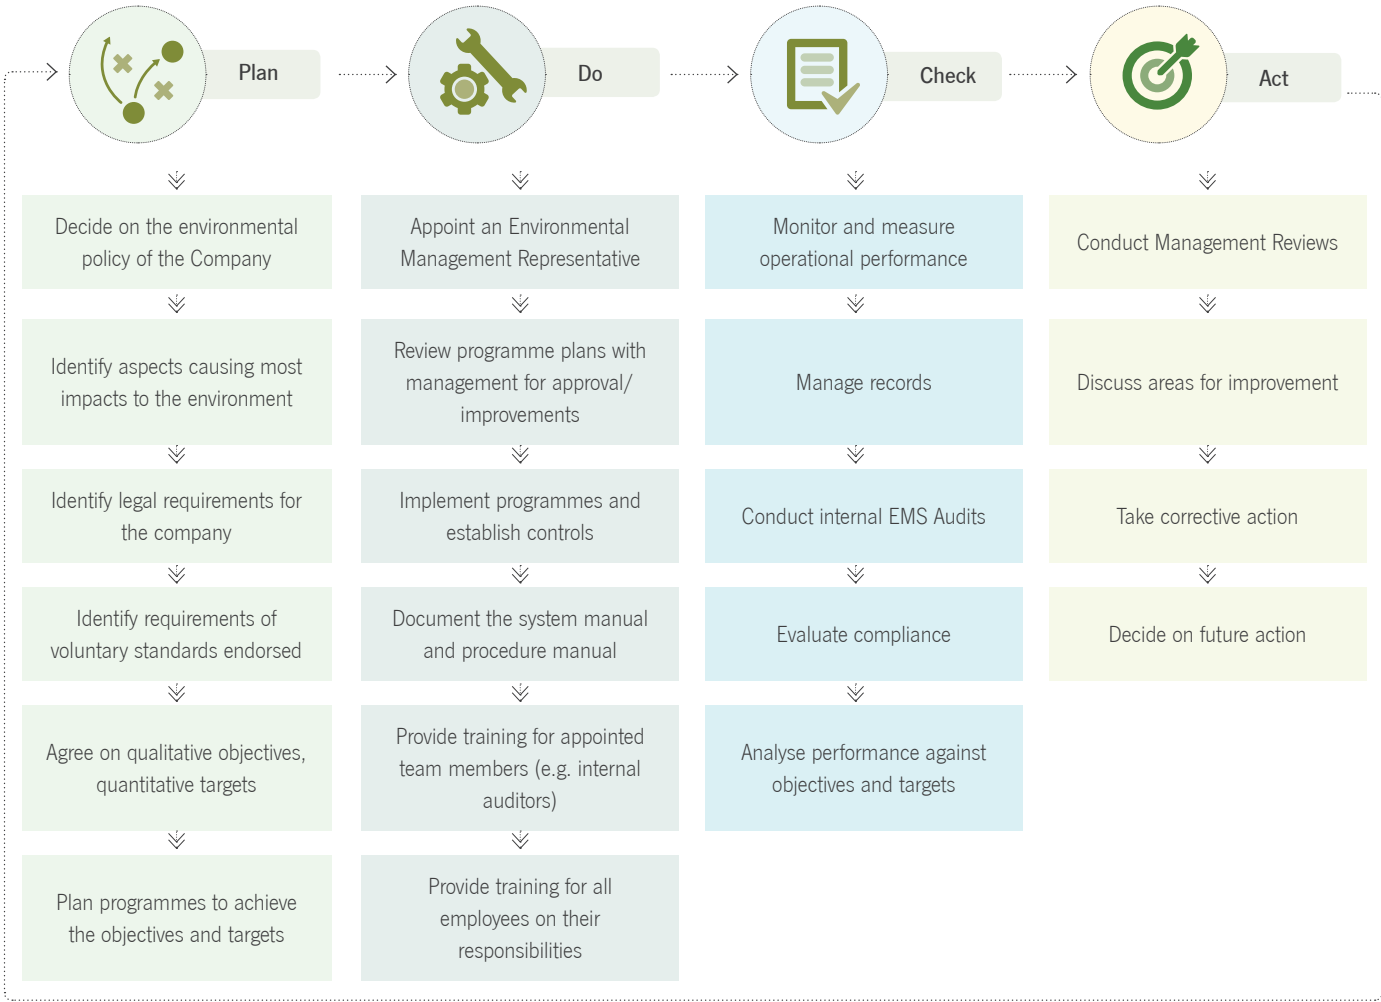 Plan
Decide on the environmental
policy of the Company
Identify aspects causing most
impacts to the environment
Identify legal requirements for
the company
Identify requirements of
voluntary standards endorsed
Agree on qualitative objectives,
quantitative targets
Plan programmes to achieve
the objectives and targets
Do
Appoint an Environmental
Management Representative
Review programme plans with
management for approval/
improvements
Implement programmes and
establish controls
Document the system manual
and procedure manual
Provide training for appointed
team members (e.g. internal
auditors)
Provide training for all
employees on their
responsibilities
Check
Monitor and measure
operational performance
Manage records
Conduct internal EMS Audits
Evaluate compliance
Analyse performance against
objectives and targets
Act
Conduct Management Reviews
Discuss areas for improvement
Take corrective action
Decide on future action